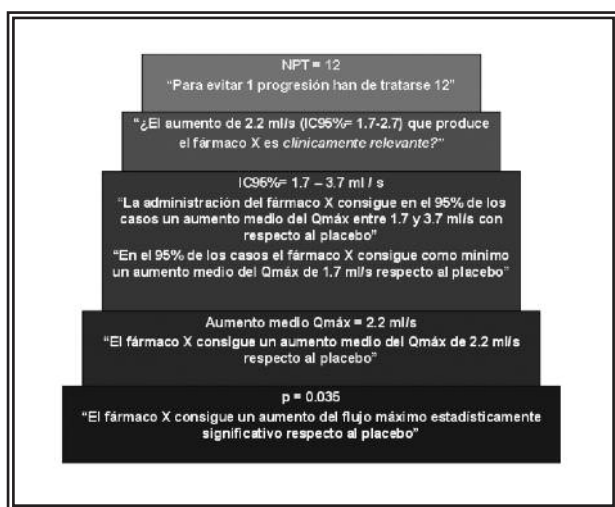 NPT = 12
“Para evitar 1 progresión han de tratarse 12”
“¿El aumento de 2.2 ml/s (IC95%= 1.7-2.7) que produce
el fármaco X es clínicamente relevante?”
IC95%= 1.7 – 3.7 ml / s
“La administración del fármaco X consigue en el 95% de los
casos un aumento medio del Qmáx entre 1.7 y 3.7 ml/s con
respecto al placebo”
“En el 95% de los casos el fármaco X consigue como mínimo
un aumento medio del Qmáx de 1.7 ml/s respecto al placebo”
Aumento medio Qmáx = 2.2 ml/s
“El fármaco X consigue un aumento medio del Qmáx de 2.2 ml/s
respecto al placebo”
p = 0.035
“El fármaco X consigue un aumento del flujo máximo estadísticamente
significativo respecto al placebo”